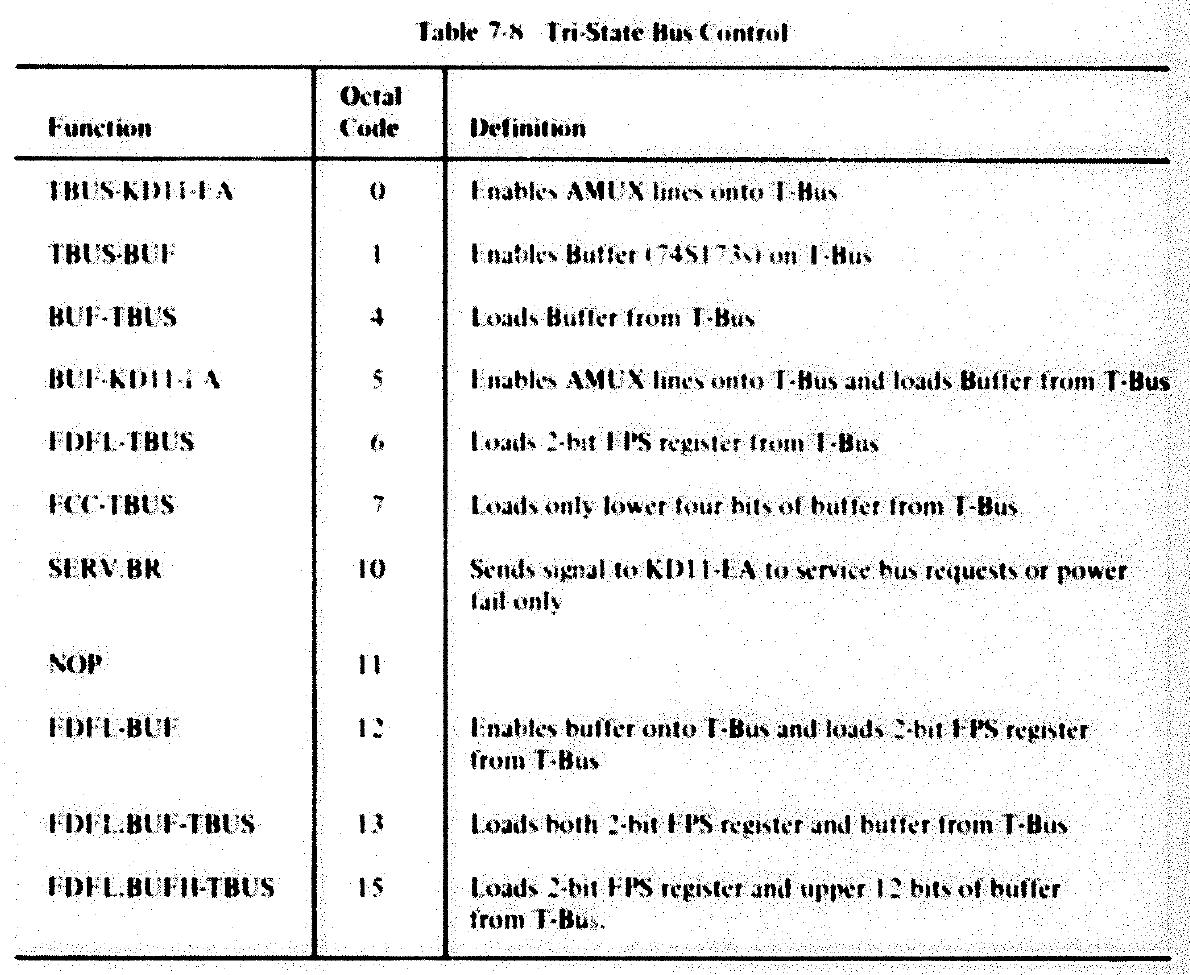 Table 7-8 Tri-State Bus Control
Function Octal Code Definition
TBUS-KD11-EA 0 Enables AMUX lines onto T-Bus
TBUS-BUF 1 Enables Buffer (74S173s) on T-Bus
BUF-TBUS 4 Loads Buffer from T-Bus
BUF-KD11-EA 5 Enables AMUX lines onto T-Bus and loads Buffer from T-Bus
FDFL-TBUS 6 Loads 2-bit FPS register from T-Bus
FCC-TBUS 7 Loads only lower four bits of buffer from T-Bus
SERV.BR 10 Sends signal to KD11-EA to service bus requests or power
fail only
NOP 11
FDFL-BUF 12 Enables buffer onto T-Bus and loads 2-bit FPS register
from T-Bus
FDFL.BUF-TBUS 13 Loads both 2-bit FPS register and buffer from T-Bus
FDFL.BUFH-TBUS 15 Loads 2-bit FPS register and upper 12 bits of buffer
from T-Bus.